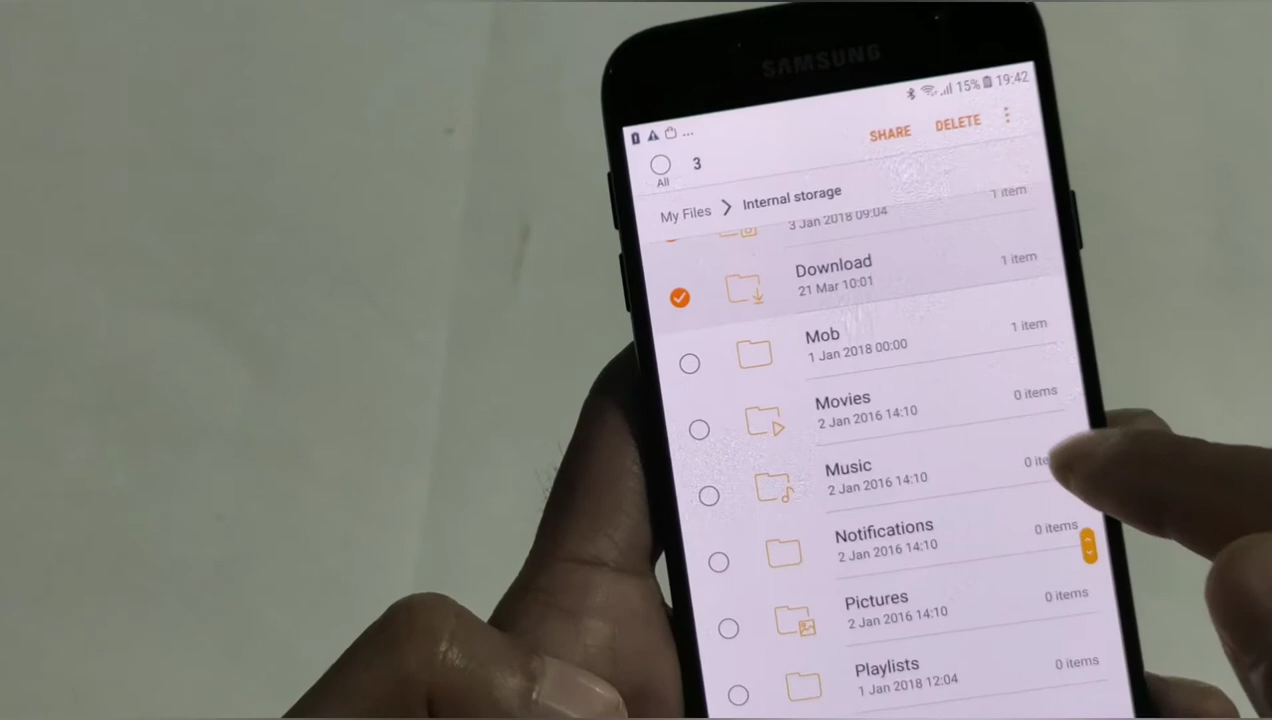 SAMSUNG
15% 19:42
...
All 3 SHARE DELETE
My Files > Internal storage
3 Jan 2018 09:04 1 item
Download 1 item
21 Mar 10:01
Mob 1 item
1 Jan 2018 00:00
Movies 0 items
2 Jan 2016 14:10
Music 0 ite
2 Jan 2016 14:10
Notifications 0 items
2 Jan 2016 14:10
Pictures 0 items
2 Jan 2016 14:10
Playlists 0 items
1 Jan 2018 12:04